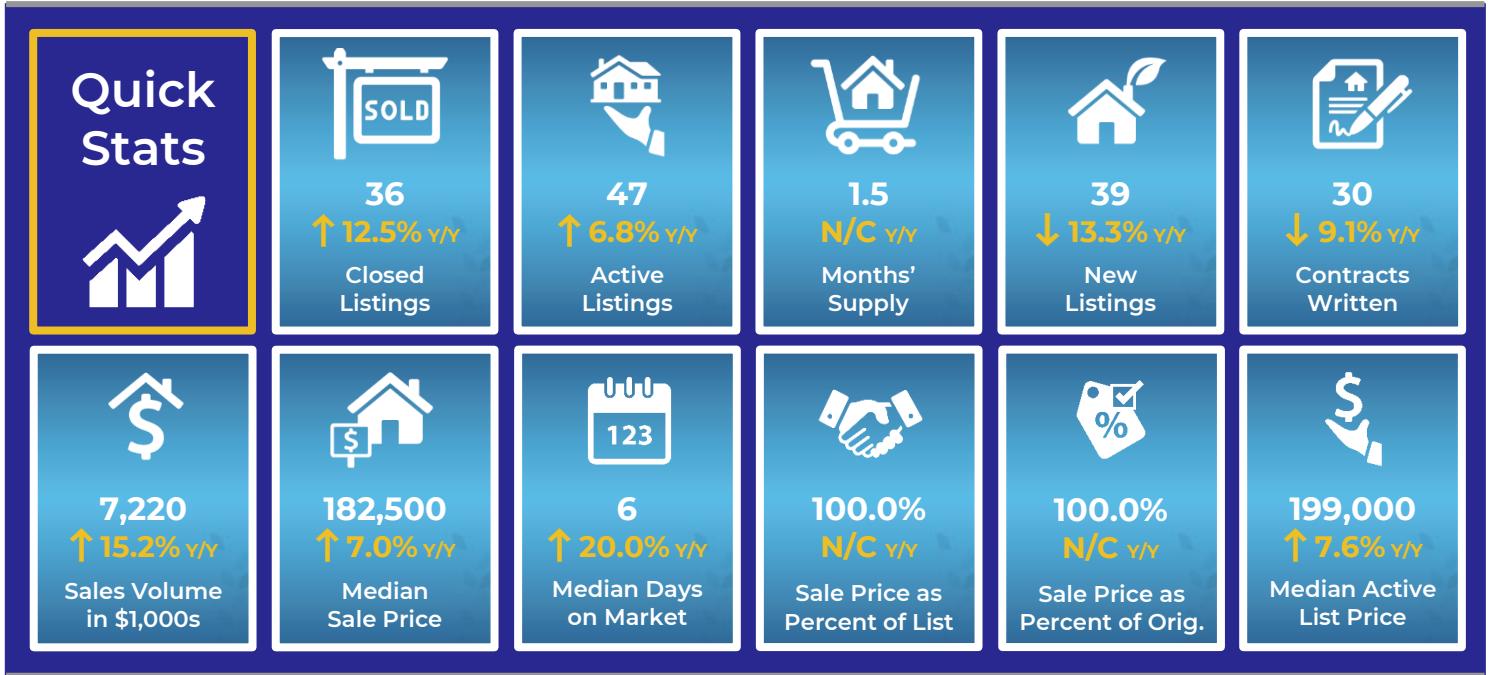 Quick
Stats
SOLD
36
↑ 12.5% Y/Y
Closed
Listings
47
↑ 6.8% Y/Y
Active
Listings
1.5
N/C Y/Y
Months’
Supply
39
↓ 13.3% Y/Y
New
Listings
30
↓ 9.1% Y/Y
Contracts
Written
$
7,220
↑ 15.2% Y/Y
Sales Volume
in $1,000s
$
182,500
↑ 7.0% Y/Y
Median
Sale Price
123
6
↑ 20.0% Y/Y
Median Days
on Market
100.0%
N/C Y/Y
Sale Price as
Percent of List
%
100.0%
N/C Y/Y
Sale Price as
Percent of Orig.
$
199,000
↑ 7.6% Y/Y
Median Active
List Price